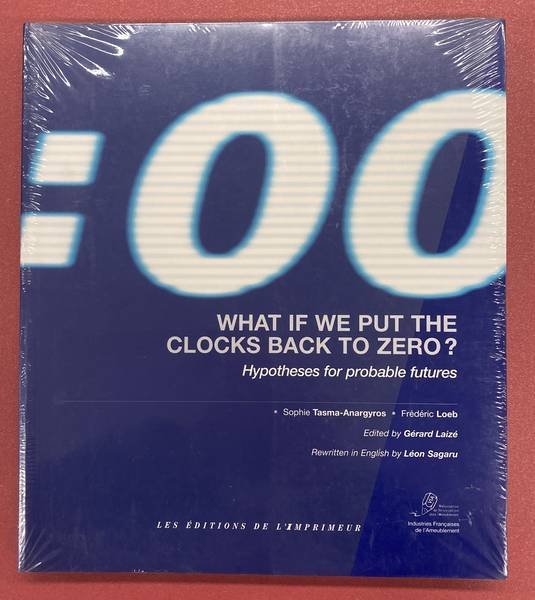 :00
WHAT IF WE PUT THE
CLOCKS BACK TO ZERO?
Hypotheses for probable futures
• Sophie Tasma-Anargyros • Frédéric Loeb
Edited by Gérard Laizé
Rewritten in English by Léon Sagaru
LES ÉDITIONS DE L'IMPRIMEUR
Industries Françaises
de l'Ameublement